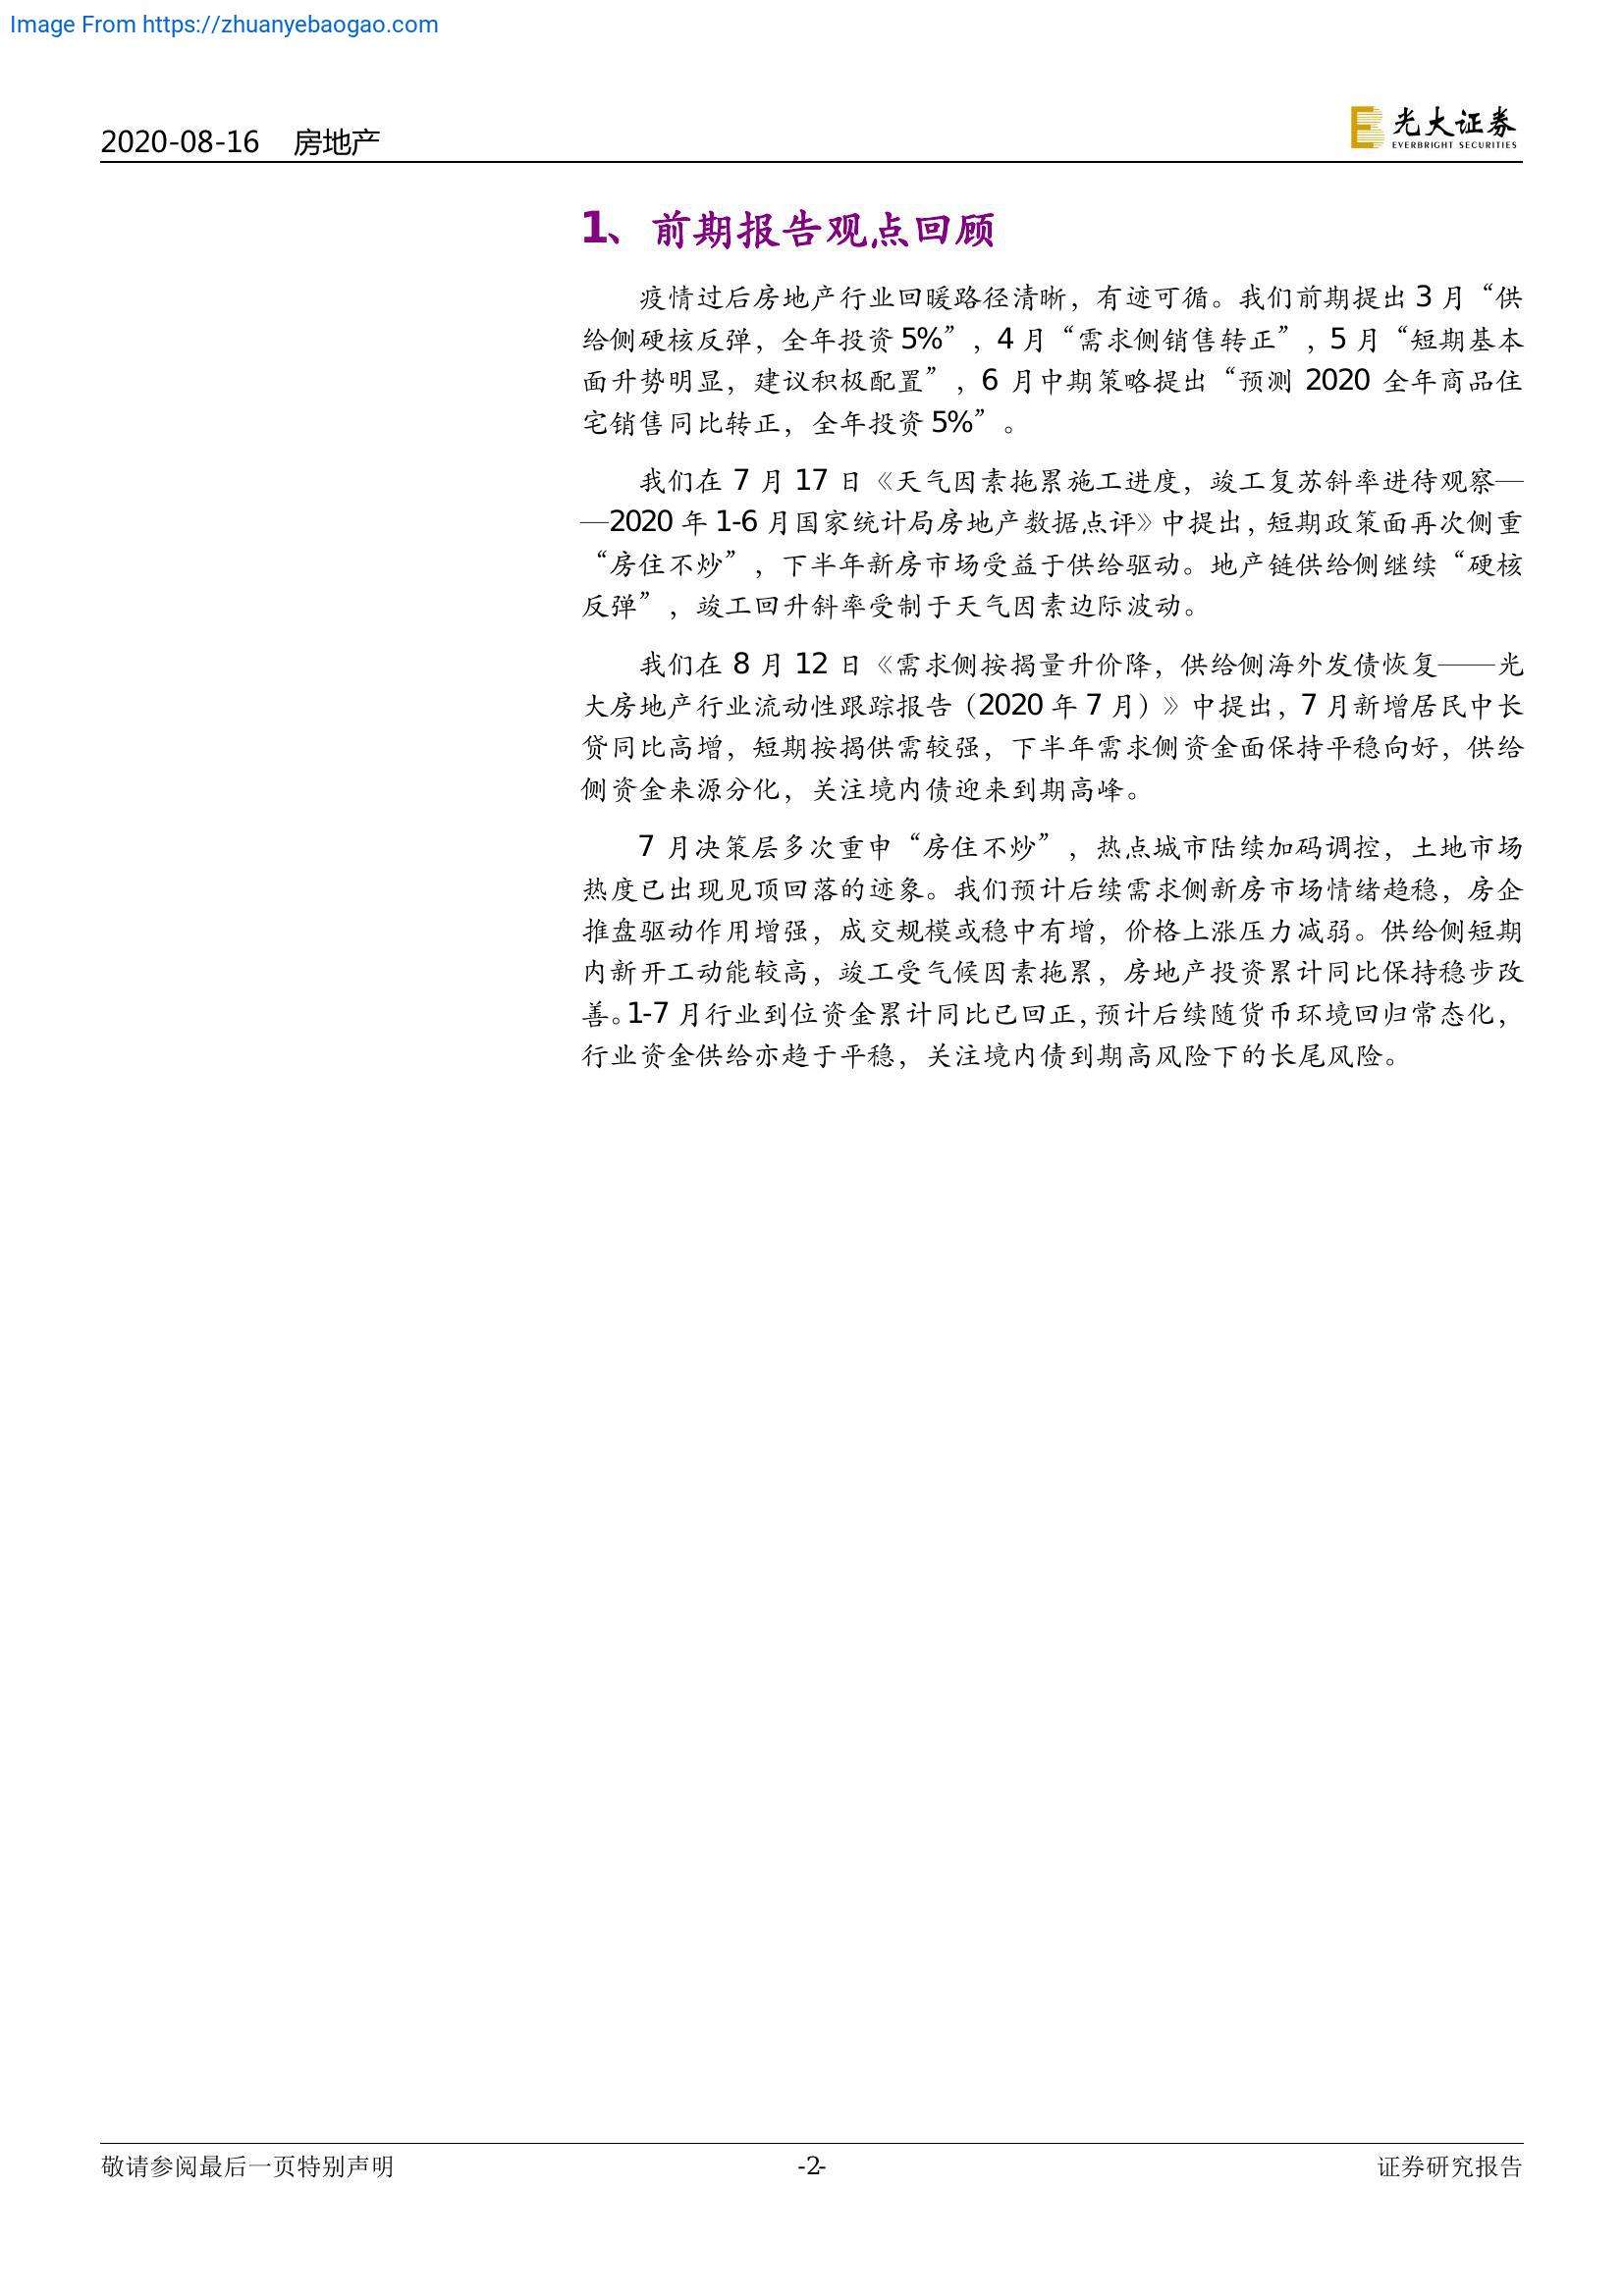 Image From https://zhuanyebaogao.com
2020-08-16 房地产
光大证券
EVERBRIGHT SECURITIES
1、前期报告观点回顾
疫情过后房地产行业回暖路径清晰，有迹可循。我们前期提出 3 月“供
给侧硬核反弹，全年投资 5%”，4 月“需求侧销售转正”，5 月“短期基本
面升势明显，建议积极配置”，6 月中期策略提出“预测 2020 全年商品住
宅销售同比转正，全年投资 5%”。
我们在 7 月 17 日《天气因素拖累施工进度，竣工复苏斜率进待观察—
—2020 年 1-6 月国家统计局房地产数据点评》中提出，短期政策面再次侧重
“房住不炒”，下半年新房市场受益于供给驱动。地产链供给侧继续“硬核
反弹”，竣工回升斜率受制于天气因素边际波动。
我们在 8 月 12 日《需求侧按揭量升价降，供给侧海外发债恢复——光
大房地产行业流动性跟踪报告（2020 年 7 月）》中提出，7 月新增居民中长
贷同比高增，短期按揭供需较强，下半年需求侧资金面保持平稳向好，供给
侧资金来源分化，关注境内债迎来到期高峰。
7 月决策层多次重申“房住不炒”，热点城市陆续加码调控，土地市场
热度已出现见顶回落的迹象。我们预计后续需求侧新房市场情绪趋稳，房企
推盘驱动作用增强，成交规模或稳中有增，价格上涨压力减弱。供给侧短期
内新开工动能较高，竣工受气候因素拖累，房地产投资累计同比保持稳步改
善。1-7 月行业到位资金累计同比已回正，预计后续随货币环境回归常态化，
行业资金供给亦趋于平稳，关注境内债到期高风险下的长尾风险。
敬请参阅最后一页特别声明
-2-
证券研究报告